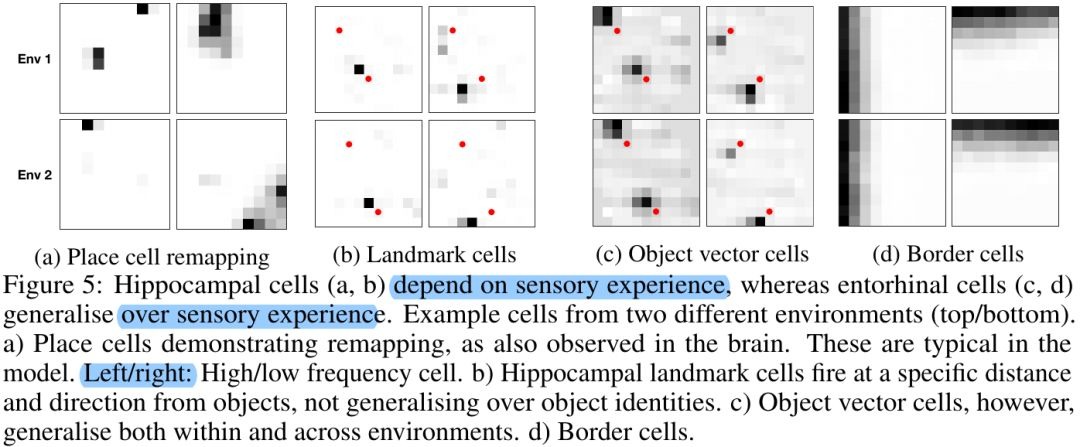 Env 1
Env 2
(a) Place cell remapping
(b) Landmark cells
(c) Object vector cells
(d) Border cells
Figure 5: Hippocampal cells (a, b) depend on sensory experience, whereas entorhinal cells (c, d)
generalise over sensory experience. Example cells from two different environments (top/bottom).
a) Place cells demonstrating remapping, as also observed in the brain. These are typical in the
model. Left/right: High/low frequency cell. b) Hippocampal landmark cells fire at a specific distance
and direction from objects, not generalising over object identities. c) Object vector cells, however,
generalise both within and across environments. d) Border cells.